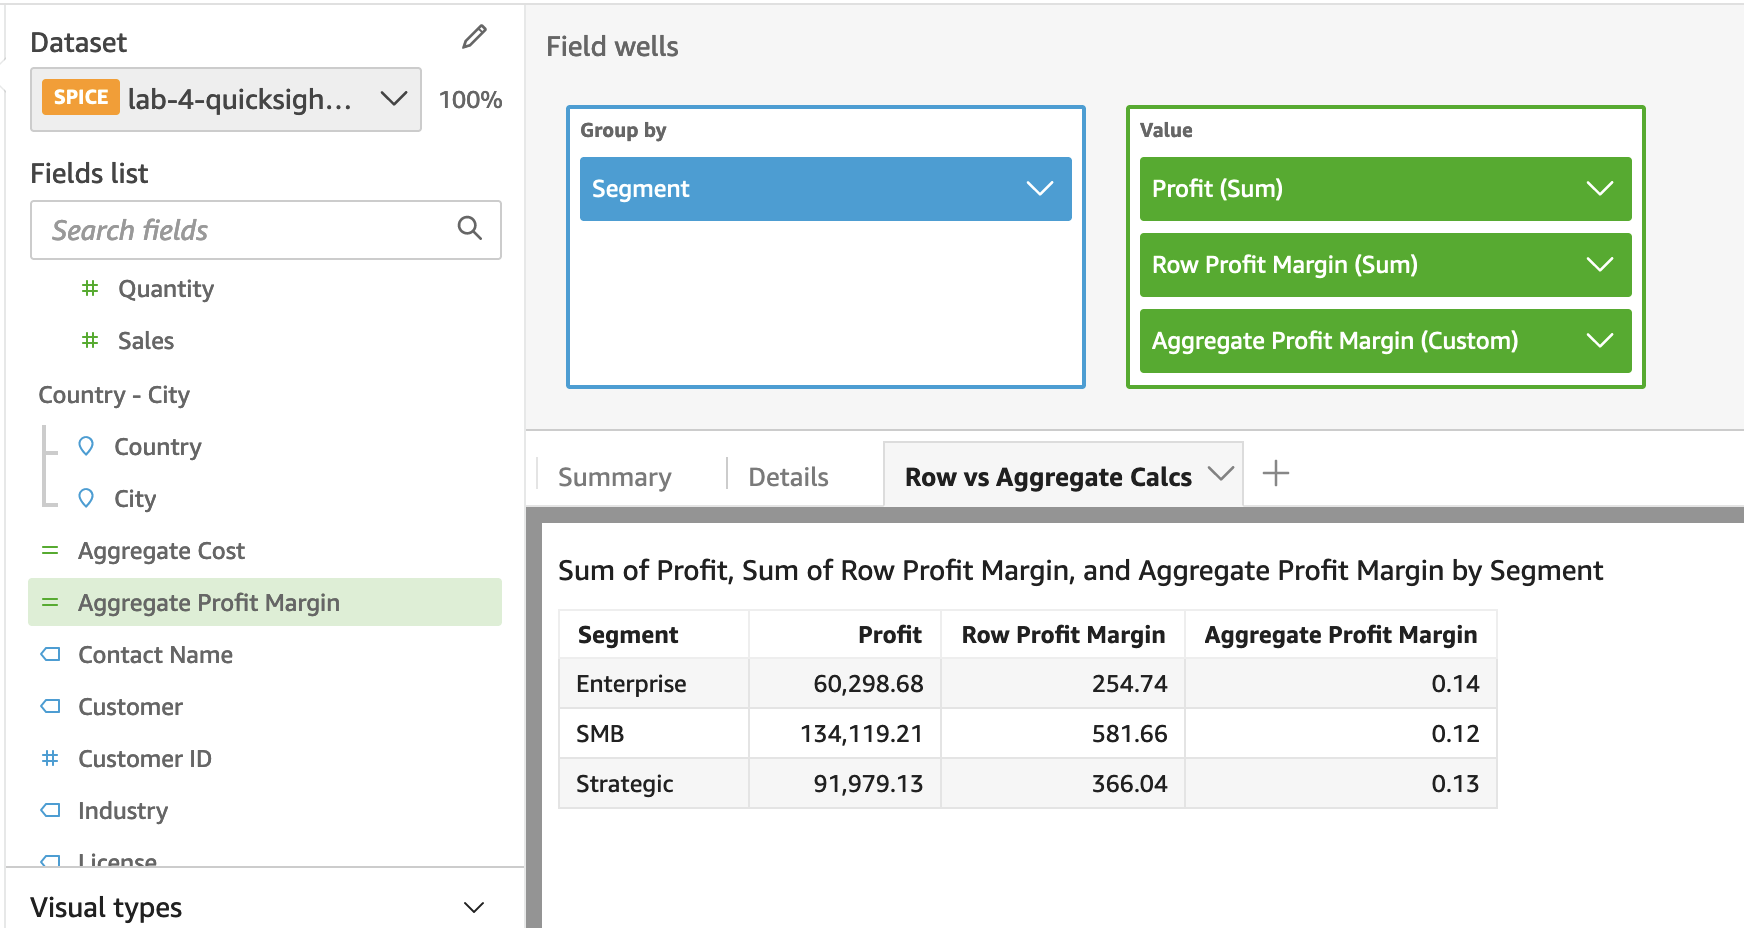 Dataset
SPICE lab-4-quicksigh... 100%
Fields list
Search fields
Quantity
Sales
Country - City
Country
City
Aggregate Cost
Aggregate Profit Margin
Contact Name
Customer
Customer ID
Industry
License
Visual types
Field wells
Group by
Segment
Value
Profit (Sum)
Row Profit Margin (Sum)
Aggregate Profit Margin (Custom)
Summary Details Row vs Aggregate Calcs
Sum of Profit, Sum of Row Profit Margin, and Aggregate Profit Margin by Segment
Segment Profit Row Profit Margin Aggregate Profit Margin
Enterprise 60,298.68 254.74 0.14
SMB 134,119.21 581.66 0.12
Strategic 91,979.13 366.04 0.13